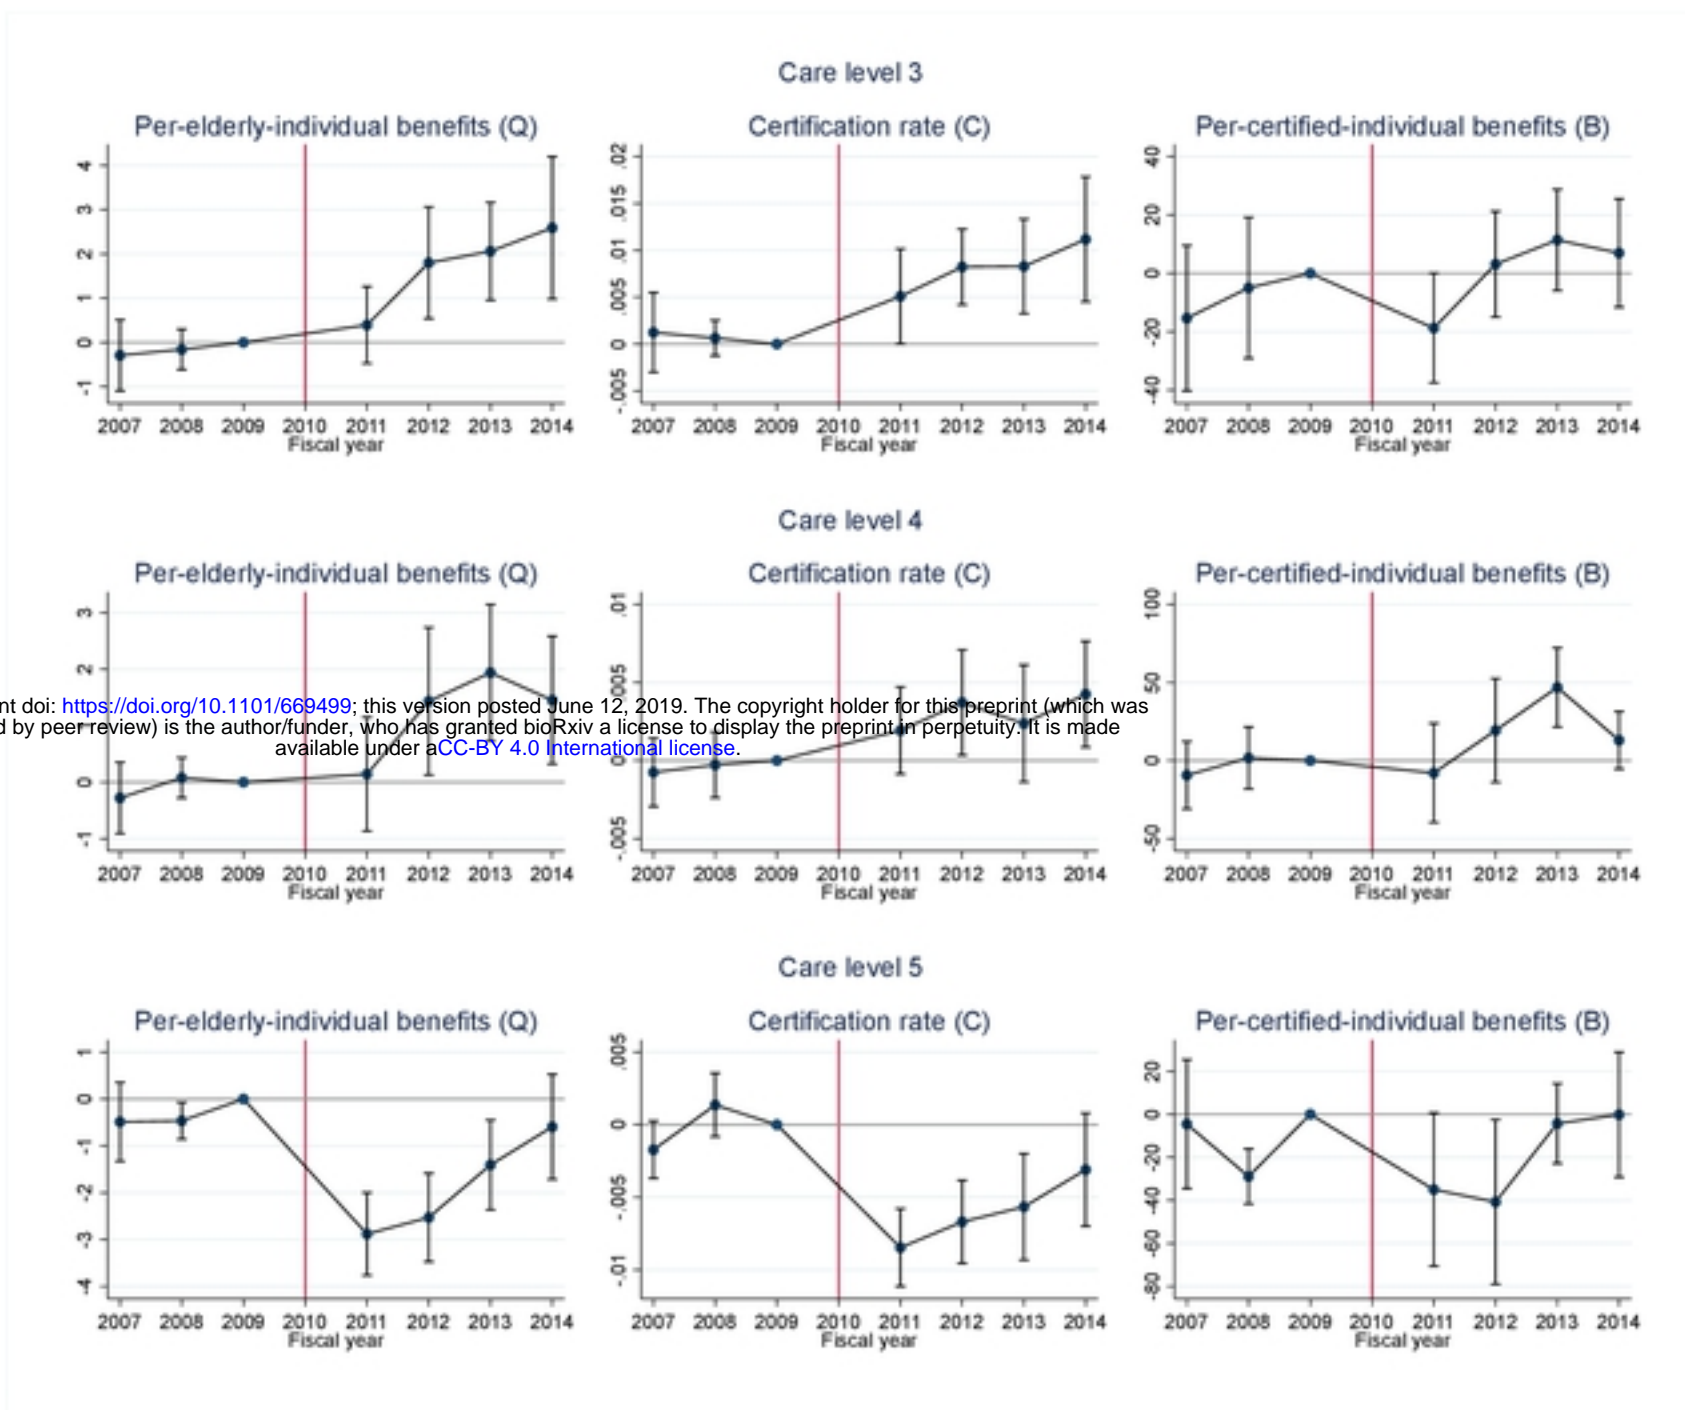 Care level 3
Per-elderly-individual benefits (Q)
4
3
2
1
0
-1
2007 2008 2009 2010 2011 2012 2013 2014
Fiscal year
Certification rate (C)
.02
.015
.01
.005
0
-.005
2007 2008 2009 2010 2011 2012 2013 2014
Fiscal year
Per-certified-individual benefits (B)
40
20
0
-20
-40
2007 2008 2009 2010 2011 2012 2013 2014
Fiscal year
Care level 4
Per-elderly-individual benefits (Q)
3
2
0
-1
2007 2008 2009 2010 2011 2012 2013 2014
Fiscal year
Certification rate (C)
.01
.005
0
-.005
2007 2008 2009 2010 2011 2012 2013 2014
Fiscal year
Per-certified-individual benefits (B)
100
50
0
-50
2007 2008 2009 2010 2011 2012 2013 2014
Fiscal year
nt doi: https://doi.org/10.1101/669499; this version posted June 12, 2019. The copyright holder for this preprint (which was
d by peer review) is the author/funder, who has granted bioRxiv a license to display the preprint in perpetuity. It is made
available under aCC-BY 4.0 International license.
Care level 5
Per-elderly-individual benefits (Q)
1
0
-1
-2
-3
-4
2007 2008 2009 2010 2011 2012 2013 2014
Fiscal year
Certification rate (C)
.005
0
-.005
-.01
2007 2008 2009 2010 2011 2012 2013 2014
Fiscal year
Per-certified-individual benefits (B)
20
0
-20
-40
-60
-80
2007 2008 2009 2010 2011 2012 2013 2014
Fiscal year